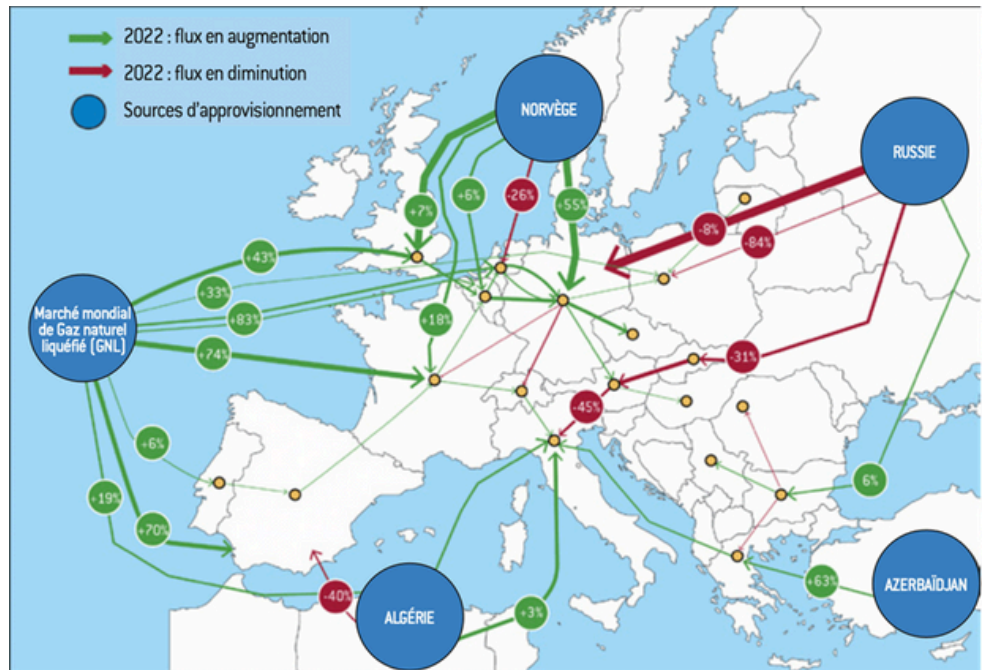 2022 : flux en augmentation
2022 : flux en diminution
Sources d'approvisionnement
NORVÈGE
RUSSIE
+6%
-26%
+7%
+55%
-8%
-84%
+43%
+33%
+83%
+18%
Marché mondial
de Gaz naturel
liquéfié (GNL)
+74%
-31%
-45%
+6%
+19%
6%
+70%
+63%
AZERBAÏDJAN
-40%
ALGÉRIE
+3%